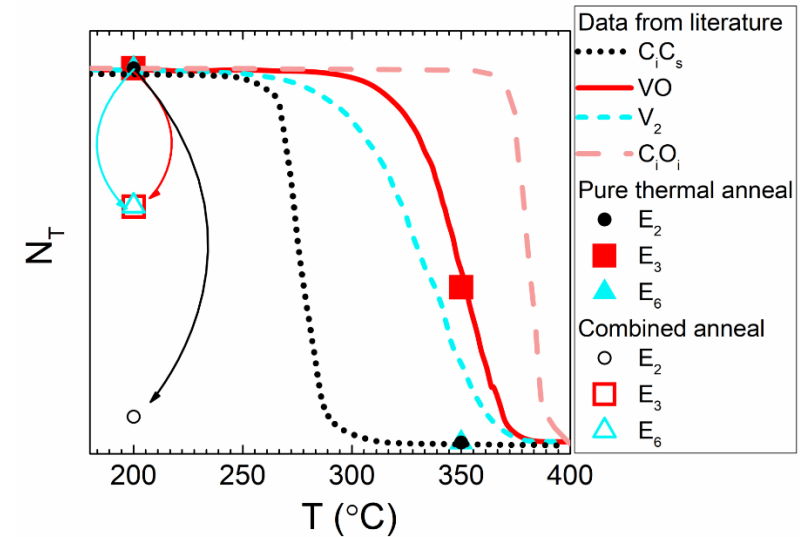 Data from literature
CᵢCₛ
VO
V₂
CᵢOᵢ
Pure thermal anneal
E₂
E₃
E₆
Combined anneal
E₂
E₃
E₆
N_T
200 250 300 350 400
T (°C)